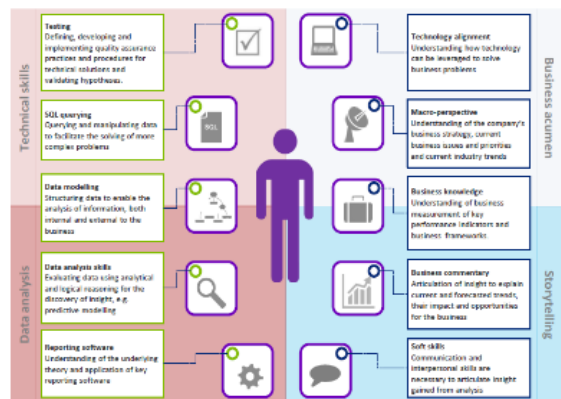 Technical skills
Testing
Defining, developing and
implementing quality assurance
practices and procedures for
technical solutions and
validating hypotheses.
SQL querying
Querying and manipulating data
to facilitate the solving of more
complex problems
SQL
Data modelling
Structuring data to enable the
analysis of information, both
internal and external to the
business
Data analysis
Data analysis skills
Evaluating data using analytical
and logical reasoning for the
discovery of insight, e.g.
predictive modelling
Reporting software
Understanding of the underlying
theory and application of key
reporting software
Business acumen
Technology alignment
Understanding how technology
can be leveraged to solve
business problems
Macro-perspective
Understanding of the company's
business strategy, current
business issues and priorities
and current industry trends
Business knowledge
Understanding of business
measurement of key
performance indicators and
business frameworks
Storytelling
Business commentary
Articulation of insight to explain
current and forecasted trends,
their impact and opportunities
for the business
Soft skills
Communication and
interpersonal skills are
necessary to articulate insight
gained from analysis